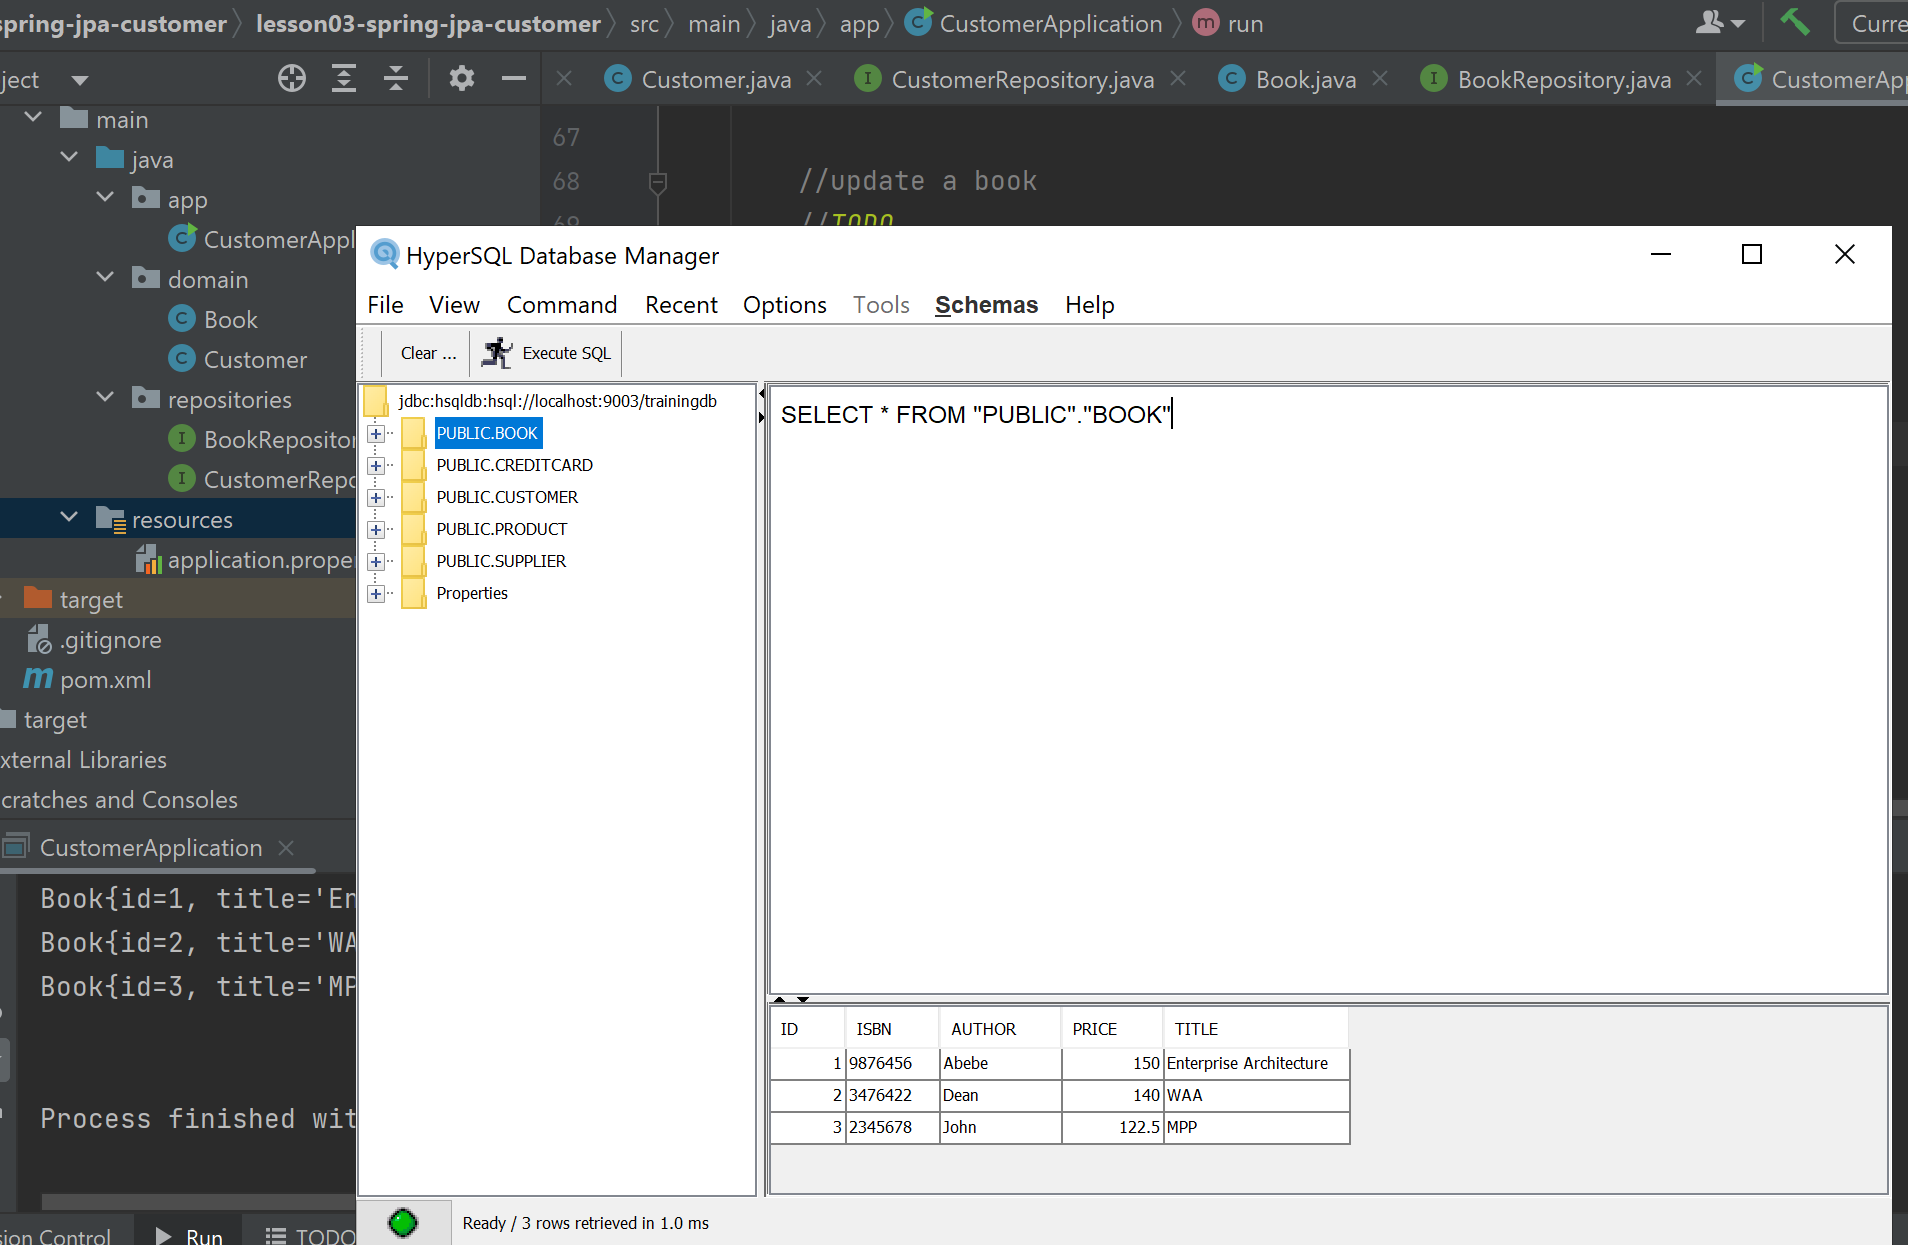 spring-jpa-customer lesson03-spring-jpa-customer src main java app CustomerApplication run Curre
ject
Customer.java CustomerRepository.java Book.java BookRepository.java CustomerApp
main
java
app
CustomerAppl
domain
Book
Customer
repositories
BookRepositor
CustomerRepo
resources
application.prope
target
.gitignore
pom.xml
target
xternal Libraries
cratches and Consoles
67
68 //update a book
69 //TODO
HyperSQL Database Manager
File View Command Recent Options Tools Schemas Help
Clear ... Execute SQL
jdbc:hsqldb:hsql://localhost:9003/trainingdb
PUBLIC.BOOK
PUBLIC.CREDITCARD
PUBLIC.CUSTOMER
PUBLIC.PRODUCT
PUBLIC.SUPPLIER
Properties
SELECT * FROM "PUBLIC"."BOOK"
ID ISBN AUTHOR PRICE TITLE
1 9876456 Abebe 150 Enterprise Architecture
2 3476422 Dean 140 WAA
3 2345678 John 122.5 MPP
Ready / 3 rows retrieved in 1.0 ms
CustomerApplication
Book{id=1, title='En
Book{id=2, title='WA
Book{id=3, title='MP
Process finished wit
sion Control Run TODO